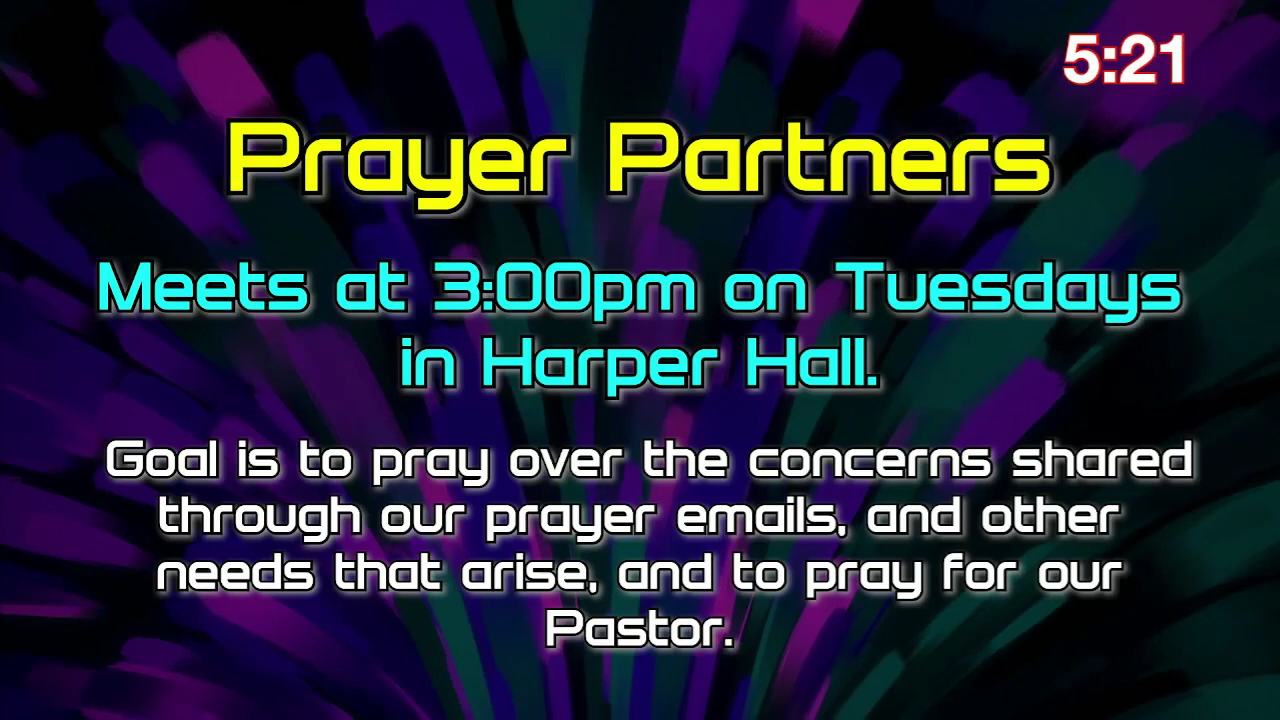 5:21
Prayer Partners
Meets at 3:00pm on Tuesdays
in Harper Hall.
Goal is to pray over the concerns shared
through our prayer emails, and other
needs that arise, and to pray for our
Pastor.